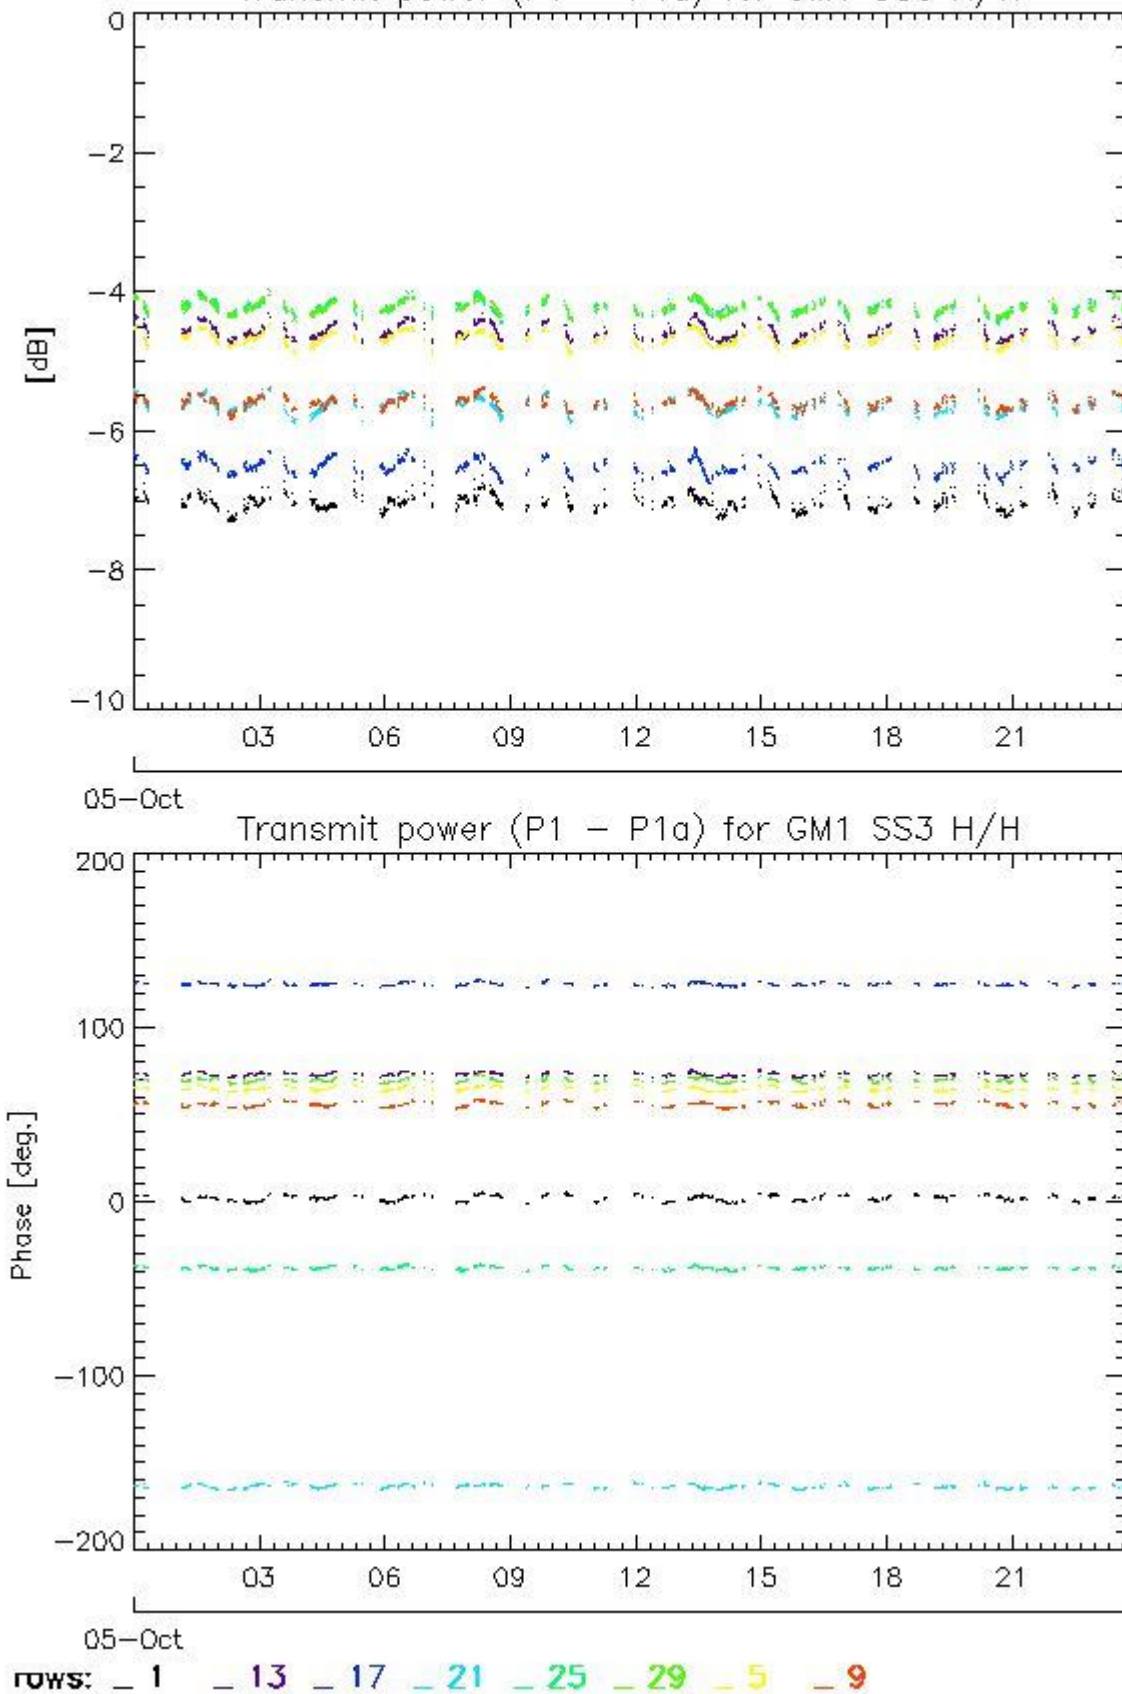 0
−2
−4
[dB]
−6
−8
−10
03 06 09 12 15 18 21
05−Oct
Transmit power (P1 − P1a) for GM1 SS3 H/H
200
100
Phase [deg.]
0
−100
−200
03 06 09 12 15 18 21
05−Oct
rows: _ 1 _ 13 _ 17 _ 21 _ 25 _ 29 _ 5 _ 9